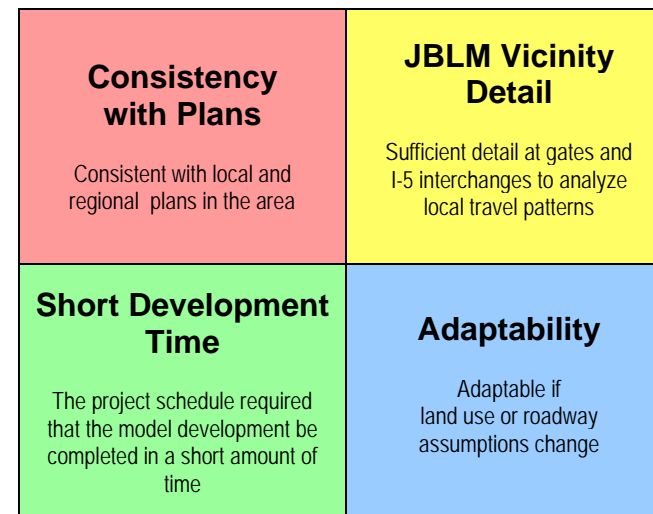 Consistency
with Plans
Consistent with local and
regional plans in the area
JBLM Vicinity
Detail
Sufficient detail at gates and
I-5 interchanges to analyze
local travel patterns
Short Development
Time
The project schedule required
that the model development be
completed in a short amount of
time
Adaptability
Adaptable if
land use or roadway
assumptions change